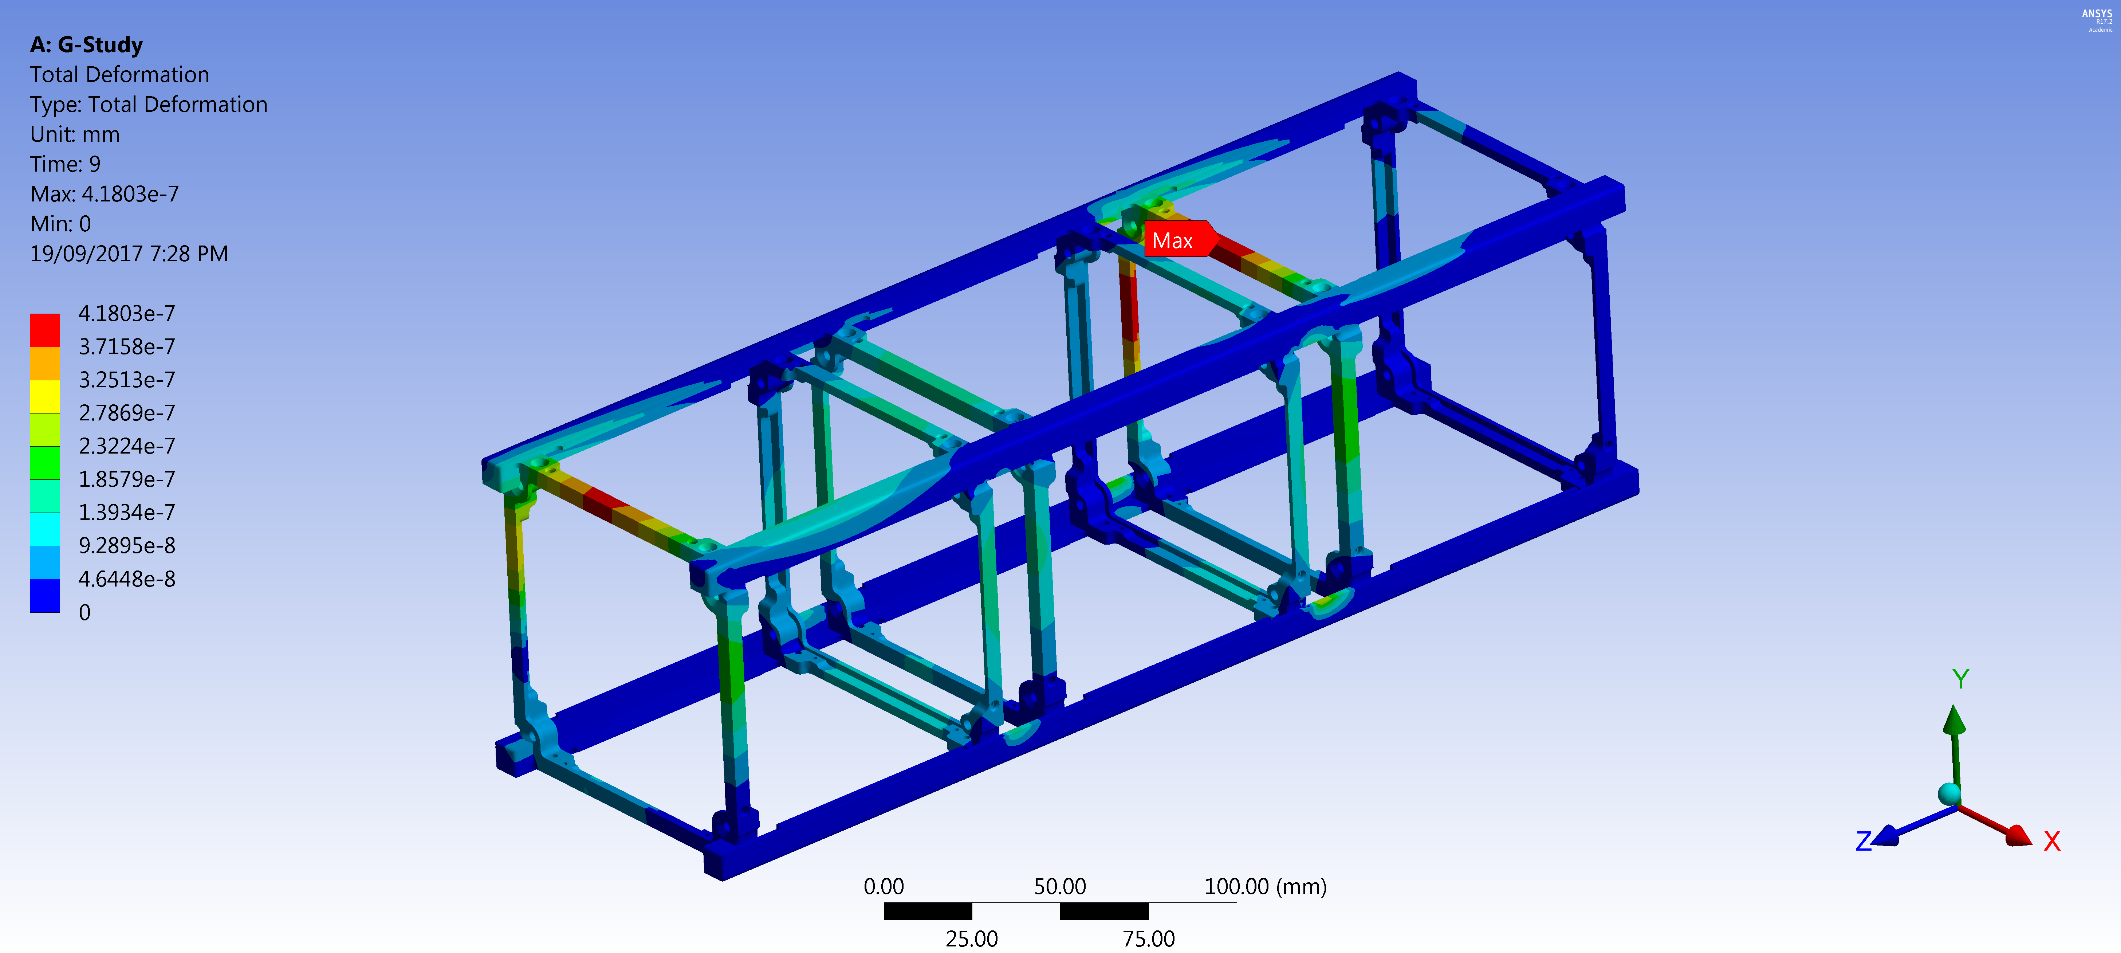 ANSYS
R17.2
Academic
A: G-Study
Total Deformation
Type: Total Deformation
Unit: mm
Time: 9
Max: 4.1803e-7
Min: 0
19/09/2017 7:28 PM
4.1803e-7
3.7158e-7
3.2513e-7
2.7869e-7
2.3224e-7
1.8579e-7
1.3934e-7
9.2895e-8
4.6448e-8
0
Max
Y
Z
X
0.00 50.00 100.00 (mm)
25.00 75.00